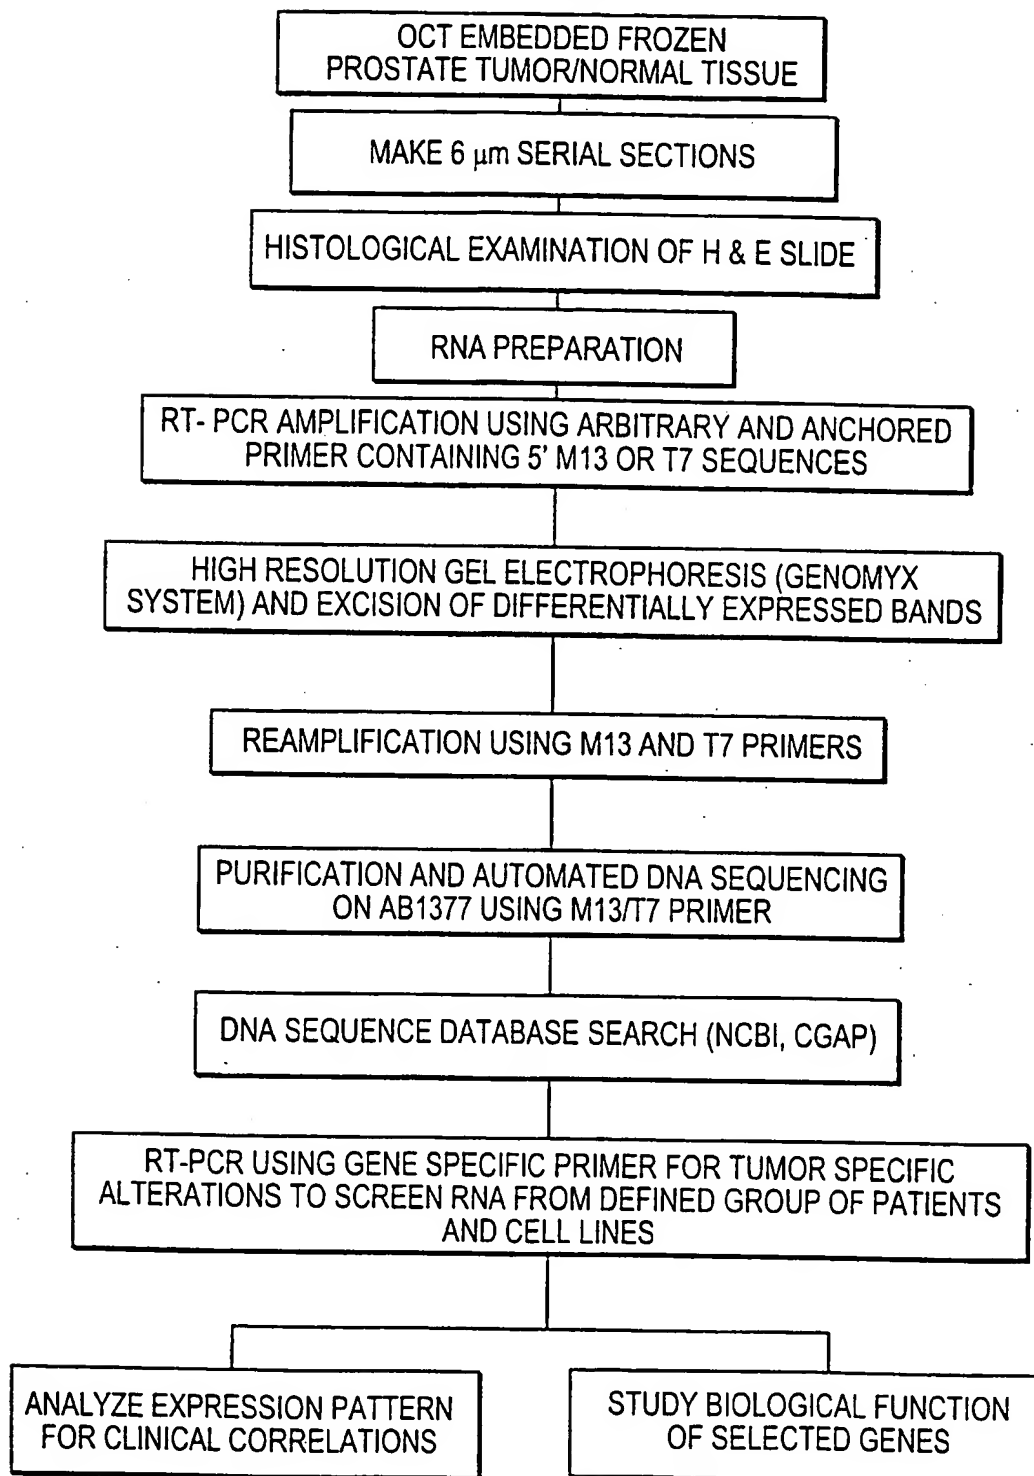 OCT EMBEDDED FROZEN
PROSTATE TUMOR/NORMAL TISSUE
MAKE 6 µm SERIAL SECTIONS
HISTOLOGICAL EXAMINATION OF H & E SLIDE
RNA PREPARATION
RT- PCR AMPLIFICATION USING ARBITRARY AND ANCHORED
PRIMER CONTAINING 5' M13 OR T7 SEQUENCES
HIGH RESOLUTION GEL ELECTROPHORESIS (GENOMYX
SYSTEM) AND EXCISION OF DIFFERENTIALLY EXPRESSED BANDS
REAMPLIFICATION USING M13 AND T7 PRIMERS
PURIFICATION AND AUTOMATED DNA SEQUENCING
ON AB1377 USING M13/T7 PRIMER
DNA SEQUENCE DATABASE SEARCH (NCBI, CGAP)
RT-PCR USING GENE SPECIFIC PRIMER FOR TUMOR SPECIFIC
ALTERATIONS TO SCREEN RNA FROM DEFINED GROUP OF PATIENTS
AND CELL LINES
ANALYZE EXPRESSION PATTERN
FOR CLINICAL CORRELATIONS
STUDY BIOLOGICAL FUNCTION
OF SELECTED GENES